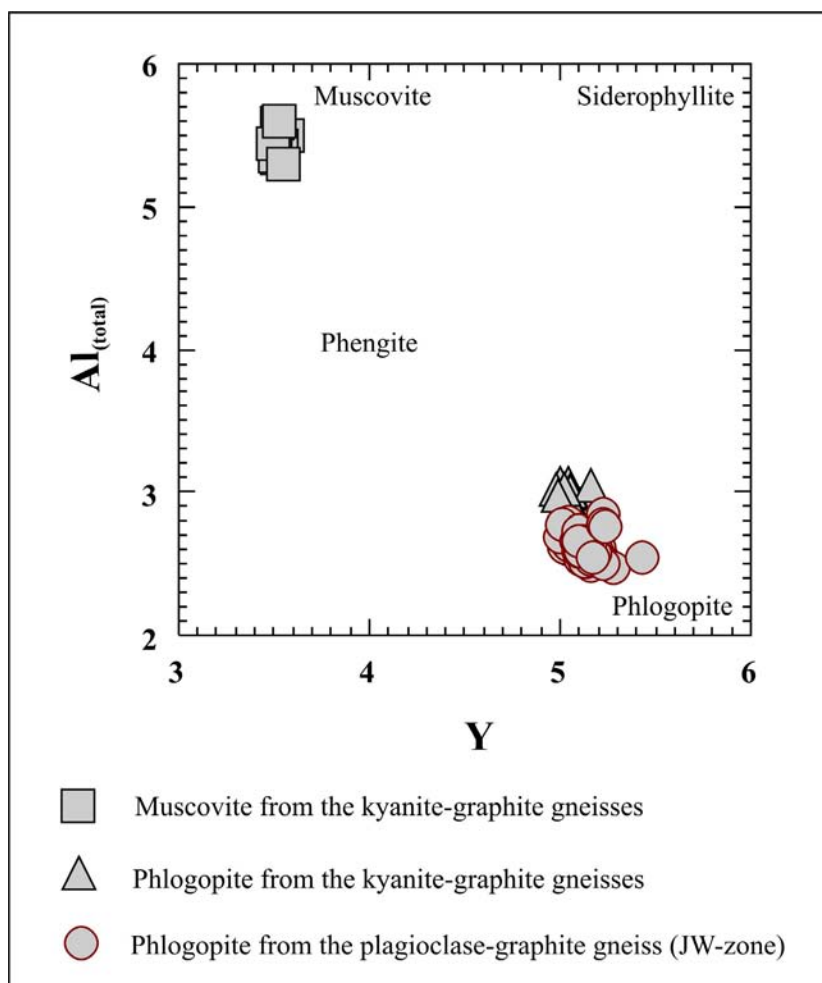 6
Muscovite
Siderophyllite
5
Al(total)
4
Phengite
3
Phlogopite
2
3
4
5
6
Y
Muscovite from the kyanite-graphite gneisses
Phlogopite from the kyanite-graphite gneisses
Phlogopite from the plagioclase-graphite gneiss (JW-zone)